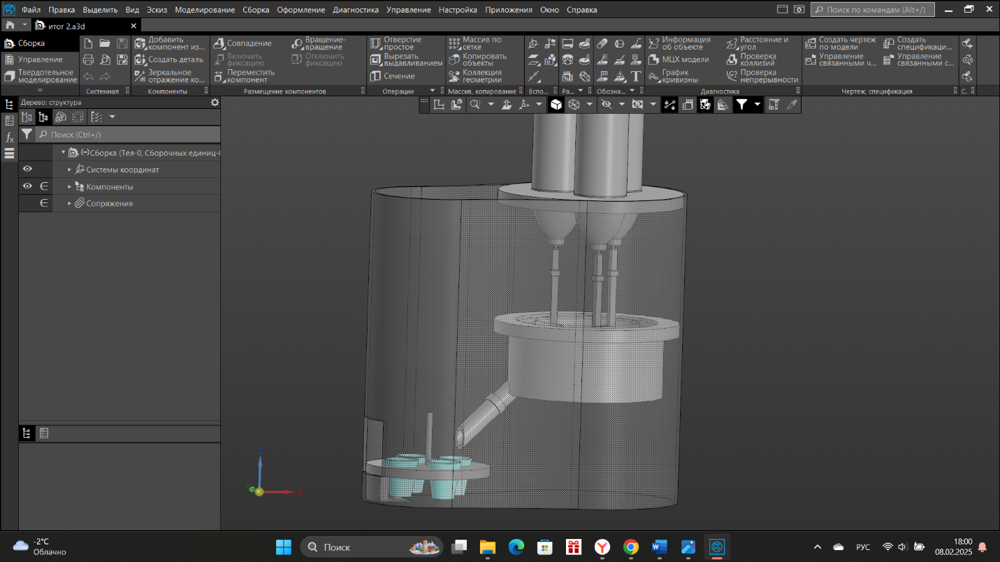 Файл Правка Выделить Вид Эскиз Моделирование Сборка Оформление Диагностика Управление Настройка Приложения Окно Справка
Поиск по командам (Alt+/)
итог 2.a3d
Сборка
Управление
Твердотельное
моделирование
Системная
Добавить
компонент из...
Создать деталь
Зеркальное
отражение ко...
Компоненты
Совпадение
Включить
фиксацию
Переместить
компонент
Вращение-
вращение
Отключить
фиксацию
Размещение компонентов
Отверстие
простое
Вырезать
выдавливанием
Сечение
Операции
Массив по
сетке
Копировать
объекты
Коллекция
геометрии
Массив, копирование
Вспо...
Ра...
Обозна...
Информация
об объекте
МЦХ модели
График
кривизны
Расстояние и
угол
Проверка
коллизий
Проверка
непрерывности
Диагностика
Создать чертеж
по модели
Управление
связанными ч...
Создать
спецификаци...
Управление
связанными с...
Чертеж, спецификация
С...
Дерево: структура
Поиск (Ctrl+/)
(–)Сборка (Тел-0, Сборочных единиц-0
Системы координат
Компоненты
Сопряжения
Z
X
-2°C
Облачно
Поиск
РУС
18:00
08.02.2025